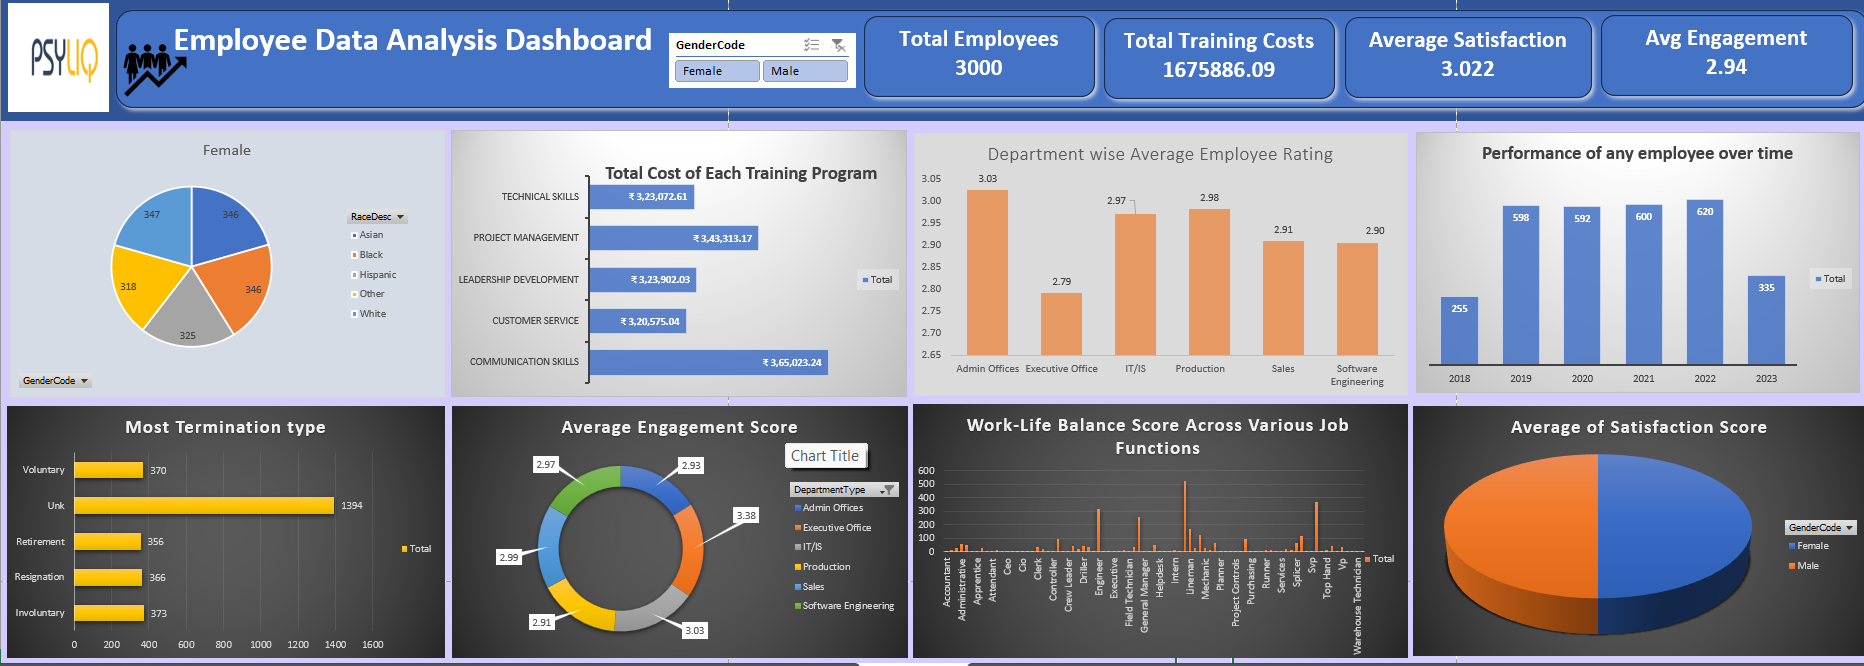 PSYLIQ
Employee Data Analysis Dashboard
GenderCode
Female
Male
Total Employees
3000
Total Training Costs
1675886.09
Average Satisfaction
3.022
Avg Engagement
2.94
Female
347
346
318
346
325
RaceDesc
Asian
Black
Hispanic
Other
White
GenderCode
Total Cost of Each Training Program
TECHNICAL SKILLS
₹ 3,23,072.61
PROJECT MANAGEMENT
₹ 3,43,313.17
LEADERSHIP DEVELOPMENT
₹ 3,23,902.03
CUSTOMER SERVICE
₹ 3,20,575.04
COMMUNICATION SKILLS
₹ 3,65,023.24
Total
Department wise Average Employee Rating
3.05
3.00
2.95
2.90
2.85
2.80
2.75
2.70
2.65
3.03
2.79
2.97
2.98
2.91
2.90
Admin Offices
Executive Office
IT/IS
Production
Sales
Software
Engineering
Performance of any employee over time
255
598
592
600
620
335
2018
2019
2020
2021
2022
2023
Total
Most Termination type
Voluntary
370
Unk
1394
Retirement
356
Resignation
366
Involuntary
373
0
200
400
600
800
1000
1200
1400
1600
Total
Average Engagement Score
Chart Title
2.97
2.93
3.38
2.99
2.91
3.03
DepartmentType
Admin Offices
Executive Office
IT/IS
Production
Sales
Software Engineering
Work-Life Balance Score Across Various Job
Functions
600
500
400
300
200
100
0
Accountant
Administrative
Apprentice
Attendant
Ceo
Cio
Clerk
Controller
Crew Leader
Driller
Engineer
Executive
Field Technician
General Manager
Helpdesk
Intern
Lineman
Mechanic
Planner
Project Controls
Purchasing
Runner
Services
Splicer
Svp
Top Hand
Vp
Warehouse Technician
Total
Average of Satisfaction Score
GenderCode
Female
Male